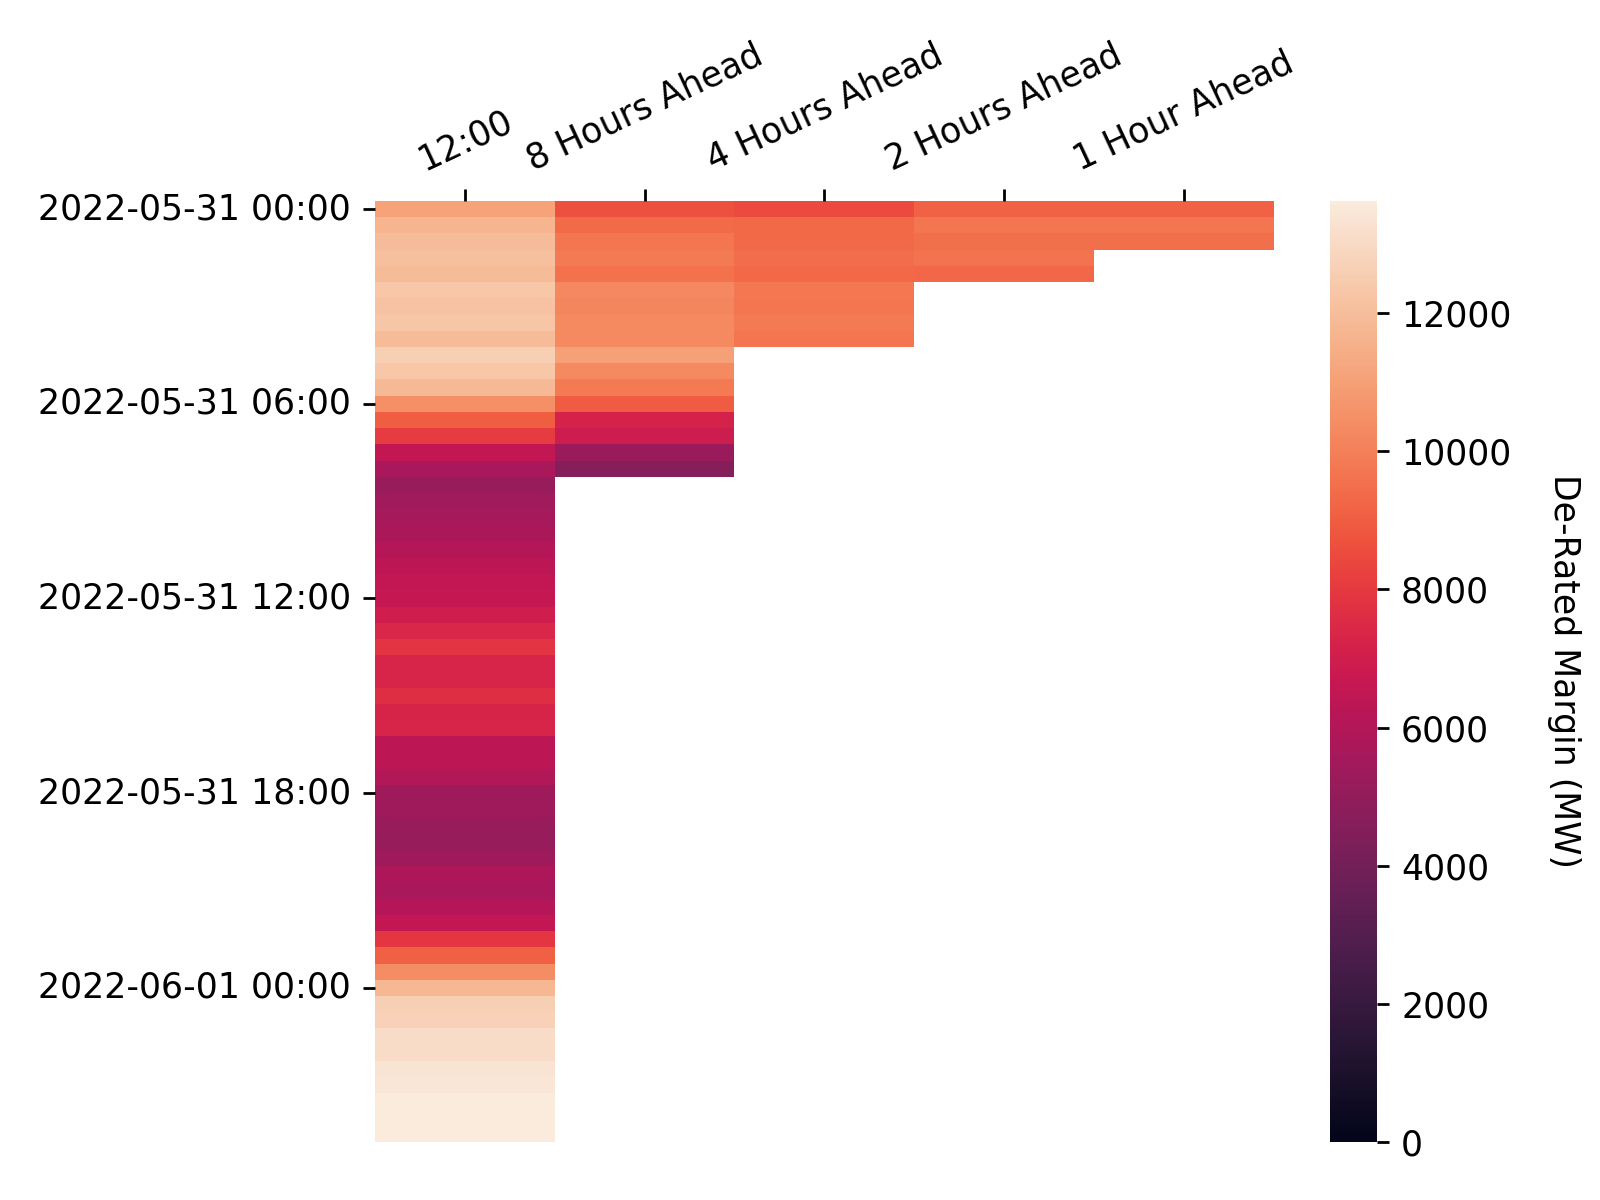 12:00
8 Hours Ahead
4 Hours Ahead
2 Hours Ahead
1 Hour Ahead
2022-05-31 00:00
2022-05-31 06:00
2022-05-31 12:00
2022-05-31 18:00
2022-06-01 00:00
12000
10000
8000
6000
4000
2000
0
De-Rated Margin (MW)